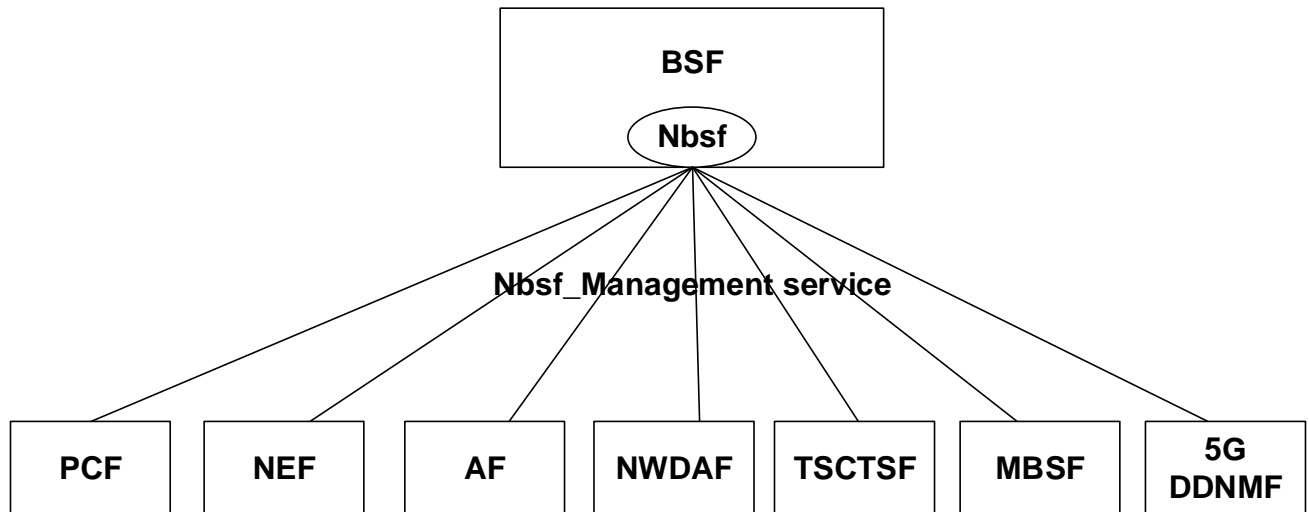 BSF
Nbsf
Nbsf_Management service
PCF
NEF
AF
NWDAF
TSCTSF
MBSF
5G
DDNMF